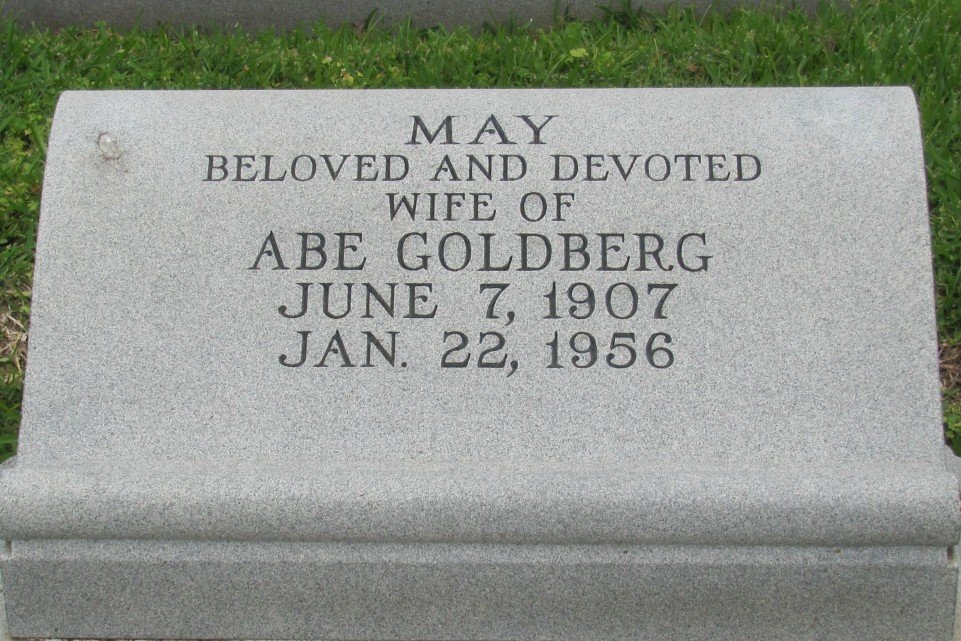 MAY
BELOVED AND DEVOTED
WIFE OF
ABE GOLDBERG
JUNE 7, 1907
JAN. 22, 1956